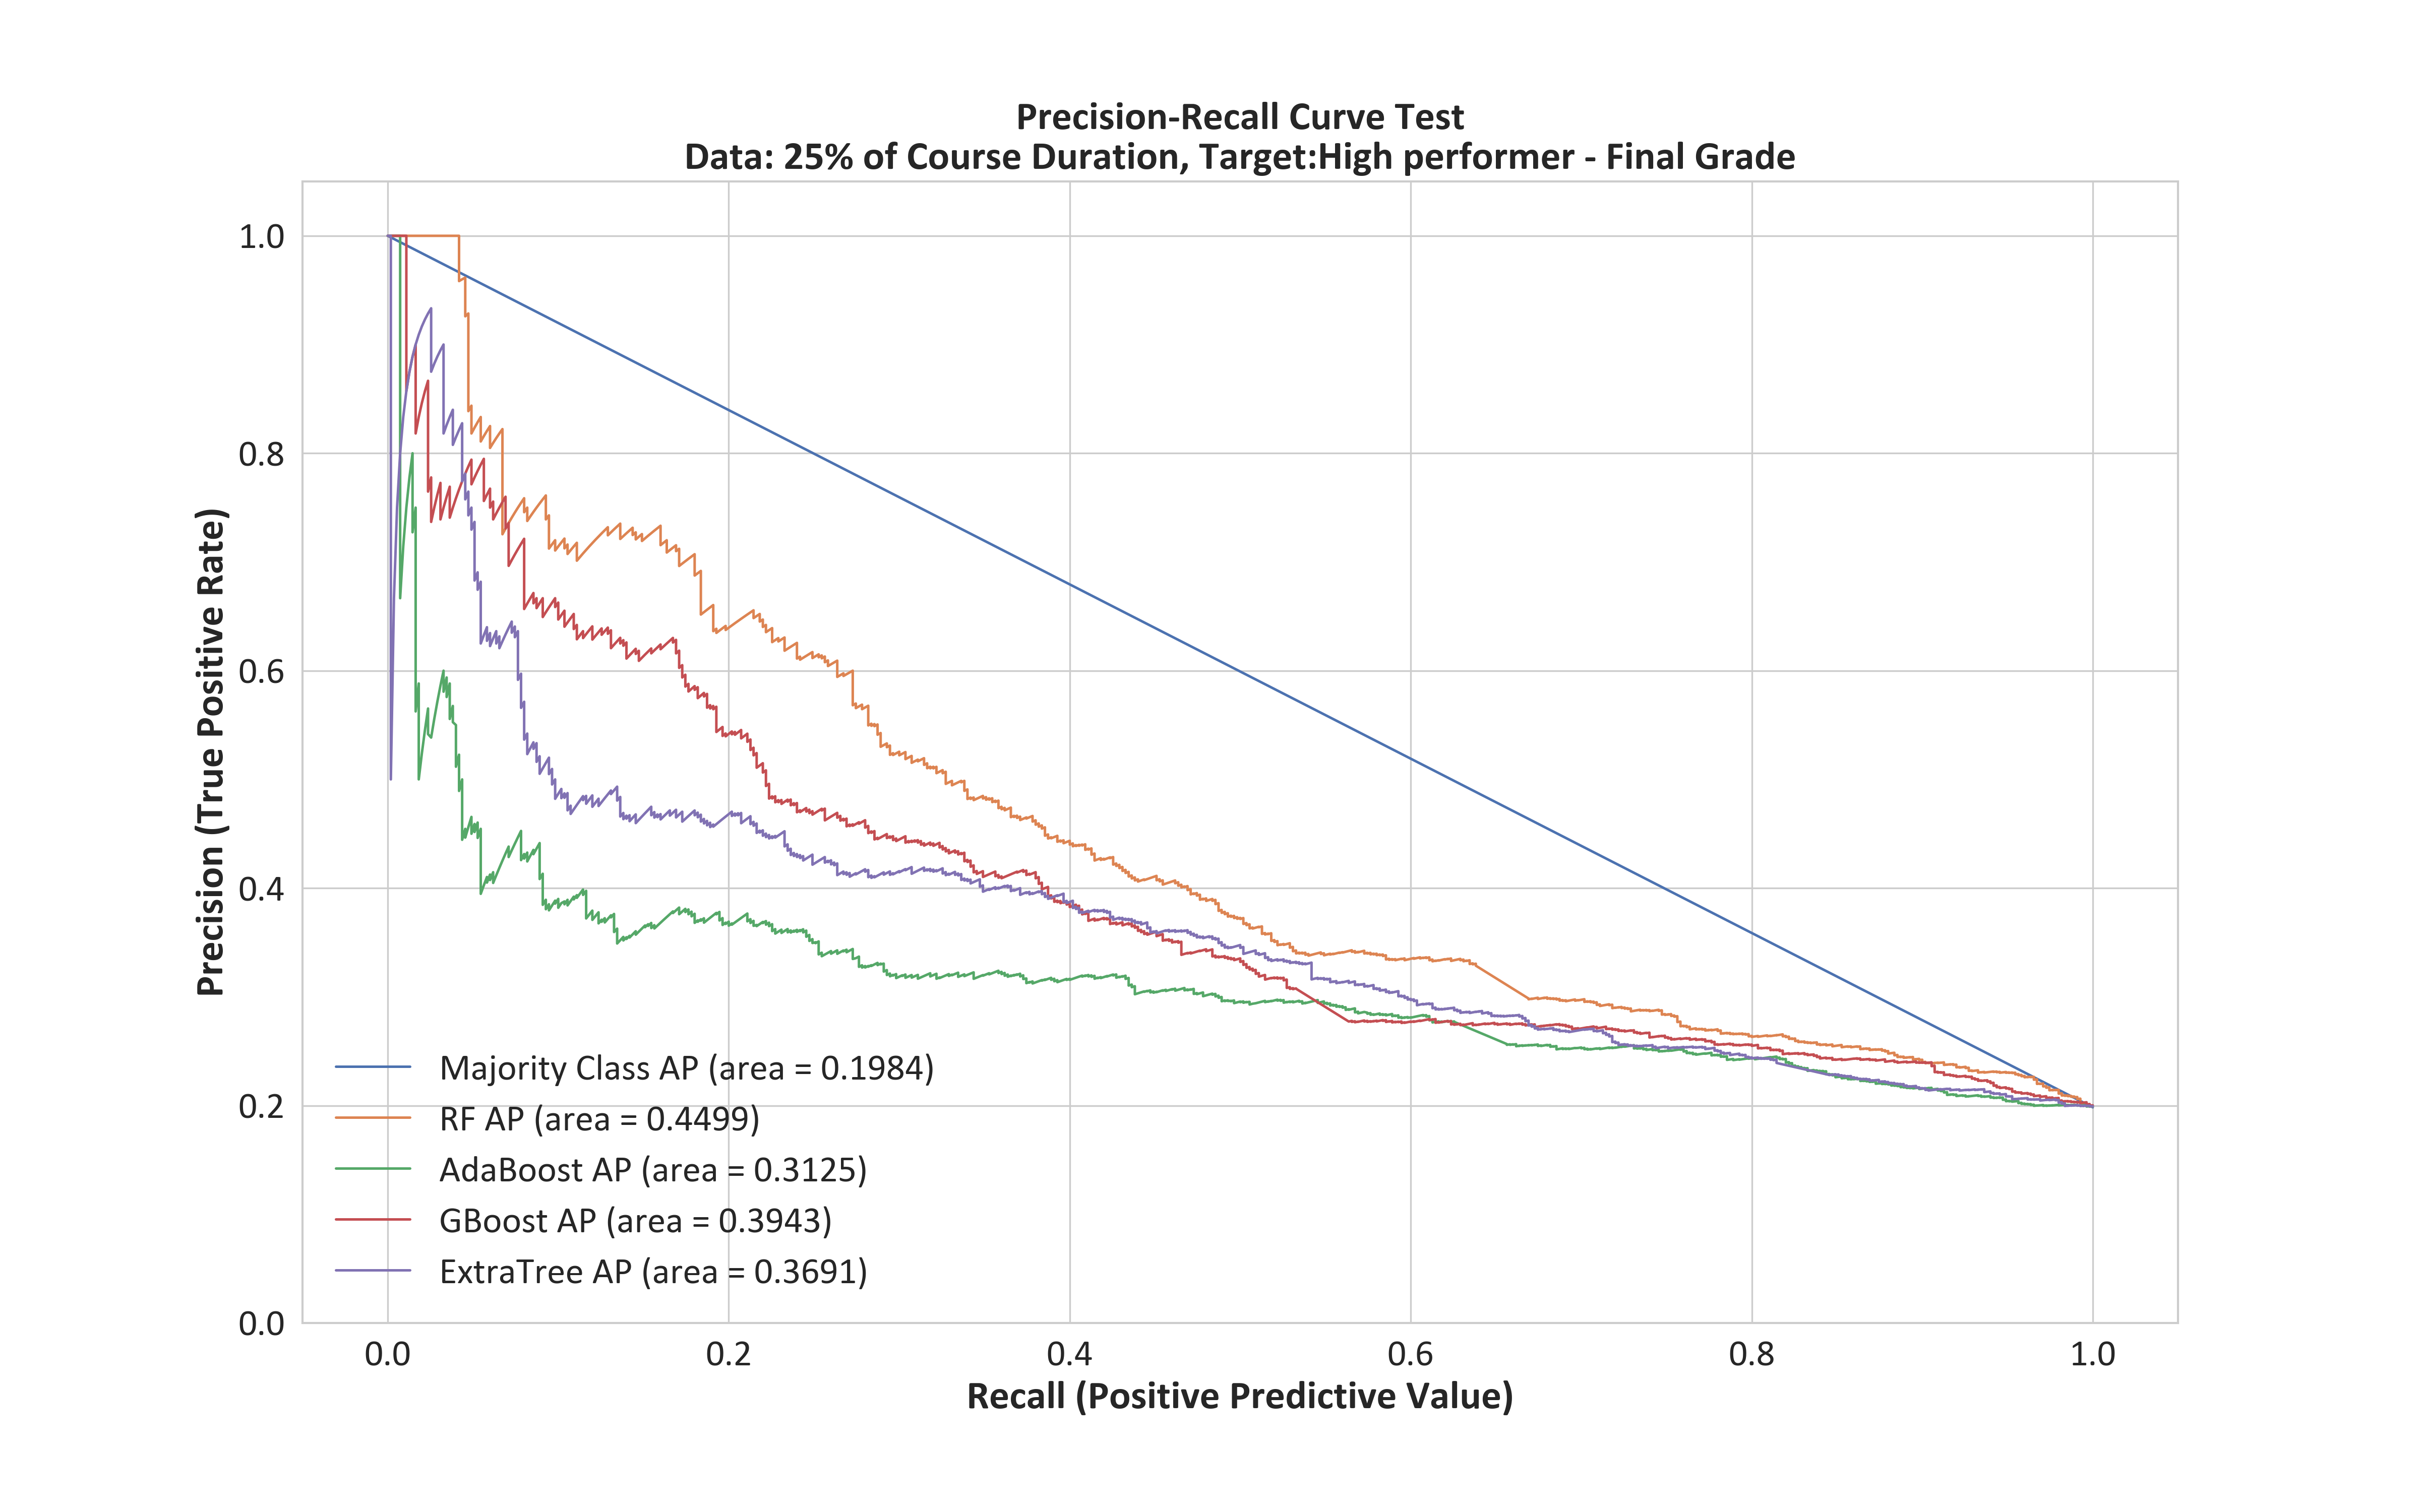 Precision-Recall Curve Test
Data: 25% of Course Duration, Target:High performer - Final Grade
Precision (True Positive Rate)
1.0
0.8
0.6
0.4
0.2
0.0
Majority Class AP (area = 0.1984)
RF AP (area = 0.4499)
AdaBoost AP (area = 0.3125)
GBoost AP (area = 0.3943)
ExtraTree AP (area = 0.3691)
0.0 0.2 0.4 0.6 0.8 1.0
Recall (Positive Predictive Value)